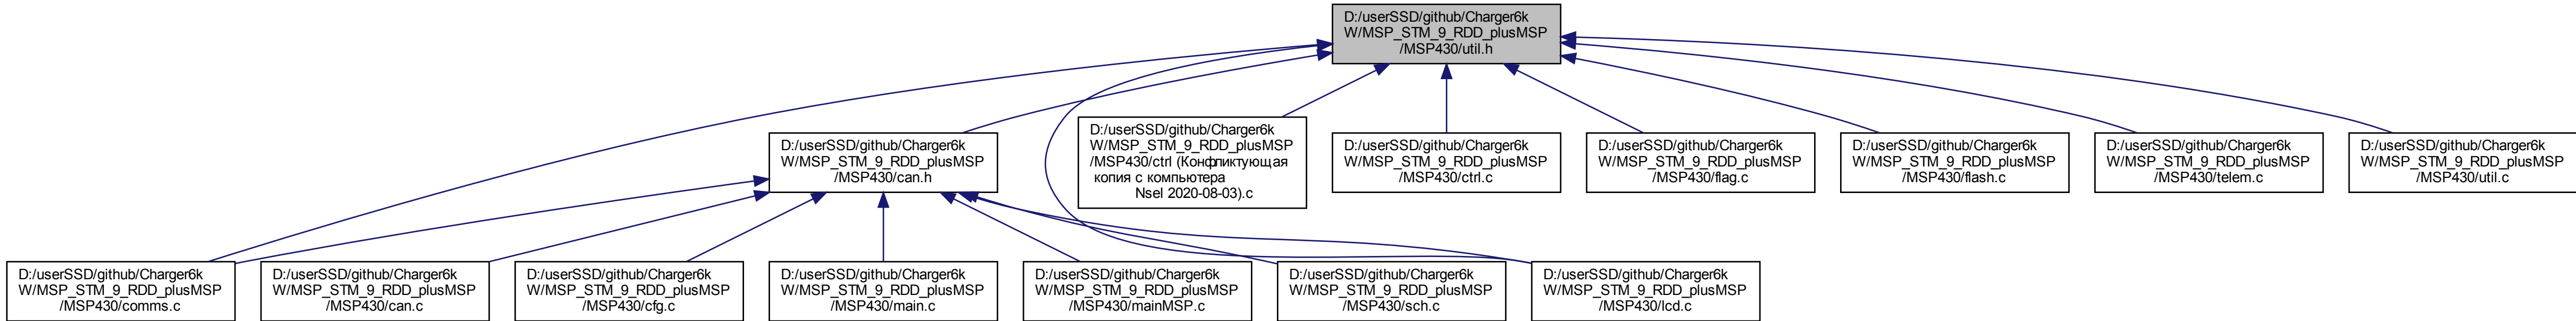 D:/userSSD/github/Charger6k
W/MSP_STM_9_RDD_plusMSP
/MSP430/util.h
D:/userSSD/github/Charger6k
W/MSP_STM_9_RDD_plusMSP
/MSP430/can.h
D:/userSSD/github/Charger6k
W/MSP_STM_9_RDD_plusMSP
/MSP430/ctrl (Конфликтующая
копия с компьютера
Nsel 2020-08-03).c
D:/userSSD/github/Charger6k
W/MSP_STM_9_RDD_plusMSP
/MSP430/ctrl.c
D:/userSSD/github/Charger6k
W/MSP_STM_9_RDD_plusMSP
/MSP430/flag.c
D:/userSSD/github/Charger6k
W/MSP_STM_9_RDD_plusMSP
/MSP430/flash.c
D:/userSSD/github/Charger6k
W/MSP_STM_9_RDD_plusMSP
/MSP430/telem.c
D:/userSSD/github/Charger6k
W/MSP_STM_9_RDD_plusMSP
/MSP430/util.c
D:/userSSD/github/Charger6k
W/MSP_STM_9_RDD_plusMSP
/MSP430/comms.c
D:/userSSD/github/Charger6k
W/MSP_STM_9_RDD_plusMSP
/MSP430/can.c
D:/userSSD/github/Charger6k
W/MSP_STM_9_RDD_plusMSP
/MSP430/cfg.c
D:/userSSD/github/Charger6k
W/MSP_STM_9_RDD_plusMSP
/MSP430/main.c
D:/userSSD/github/Charger6k
W/MSP_STM_9_RDD_plusMSP
/MSP430/mainMSP.c
D:/userSSD/github/Charger6k
W/MSP_STM_9_RDD_plusMSP
/MSP430/sch.c
D:/userSSD/github/Charger6k
W/MSP_STM_9_RDD_plusMSP
/MSP430/lcd.c